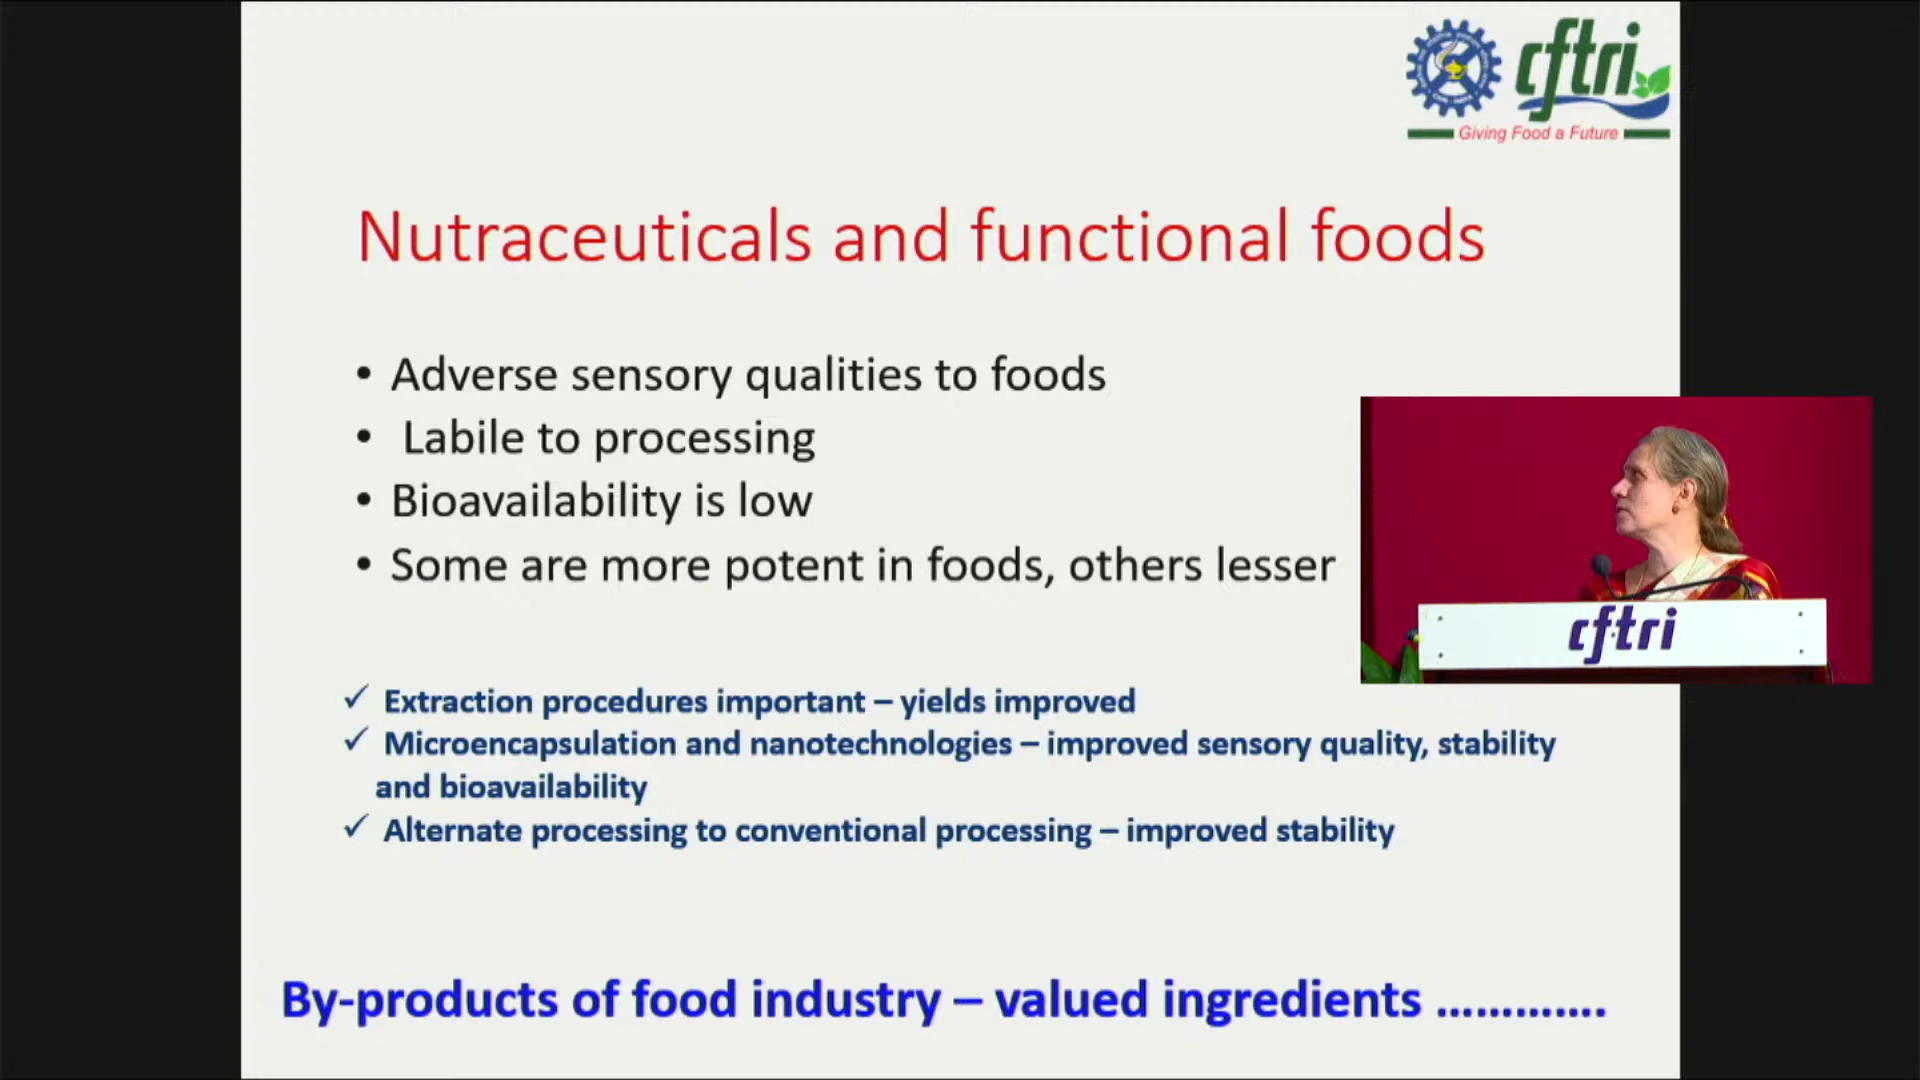 cftri
Giving Food a Future
Nutraceuticals and functional foods
• Adverse sensory qualities to foods
• Labile to processing
• Bioavailability is low
• Some are more potent in foods, others lesser
cftri
✓ Extraction procedures important – yields improved
✓ Microencapsulation and nanotechnologies – improved sensory quality, stability
and bioavailability
✓ Alternate processing to conventional processing – improved stability
By-products of food industry – valued ingredients .............